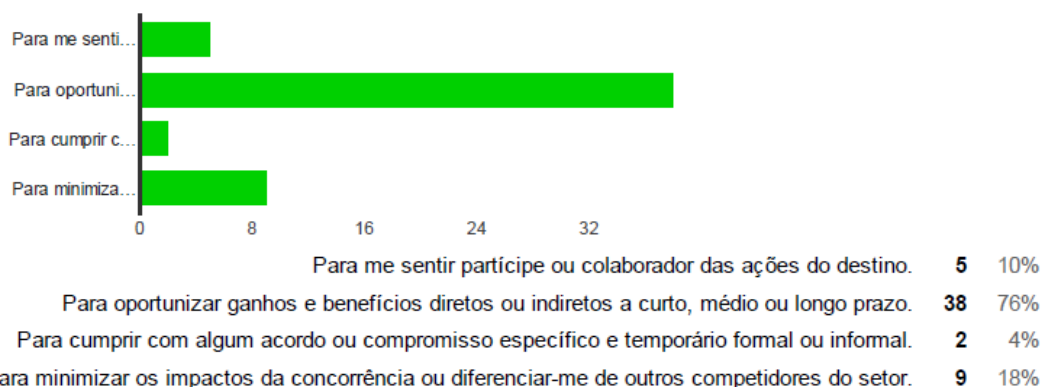 Para me senti...
Para oportuni...
Para cumprir c...
Para minimiza...
0 8 16 24 32
Para me sentir partícipe ou colaborador das ações do destino. 5 10%
Para oportunizar ganhos e benefícios diretos ou indiretos a curto, médio ou longo prazo. 38 76%
Para cumprir com algum acordo ou compromisso específico e temporário formal ou informal. 2 4%
Para minimizar os impactos da concorrência ou diferenciar-me de outros competidores do setor. 9 18%